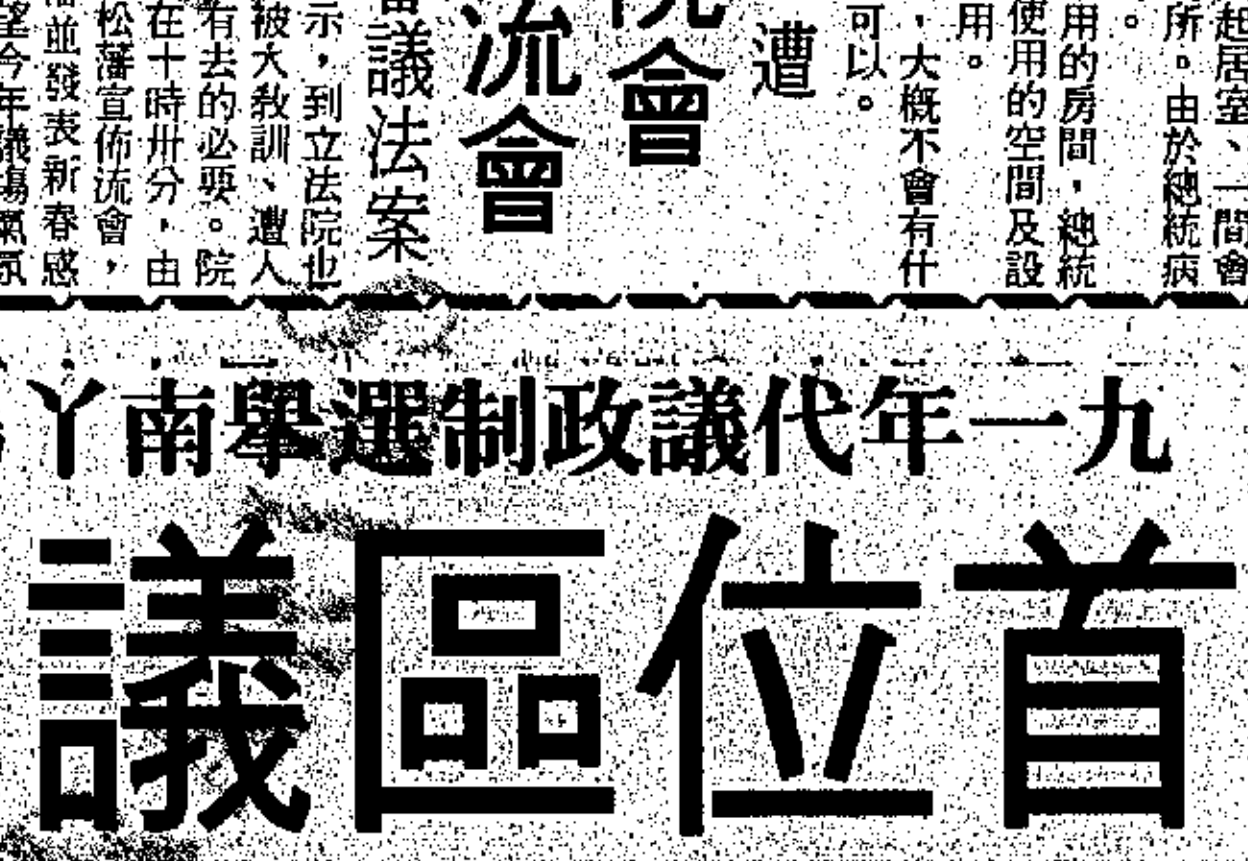 起居室、一間會
所。由於總統病
。
用的房間，總統
使用的空間及設
用。
，大概不會有什
可以。
遭
院會
流會
審議法案
示，到立法院也
被大教訓、遭人
有去的必要。院
在十時卅分，由
松藩宣佈流會，
並發表新春感
望今年議場氣氛
九一年代議政制選舉南丫
首位區議